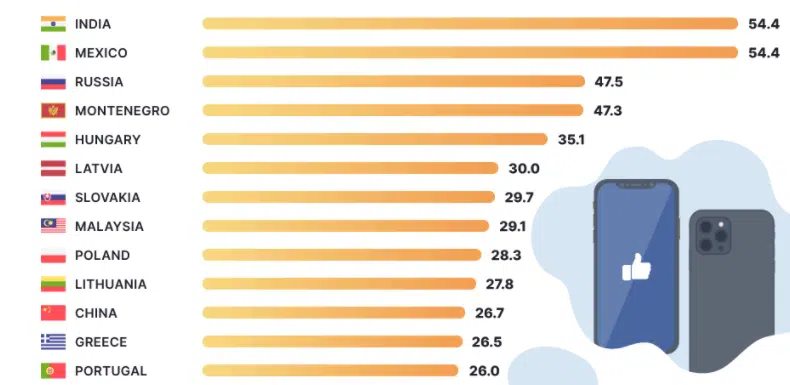 INDIA 54.4
MEXICO 54.4
RUSSIA 47.5
MONTENEGRO 47.3
HUNGARY 35.1
LATVIA 30.0
SLOVAKIA 29.7
MALAYSIA 29.1
POLAND 28.3
LITHUANIA 27.8
CHINA 26.7
GREECE 26.5
PORTUGAL 26.0